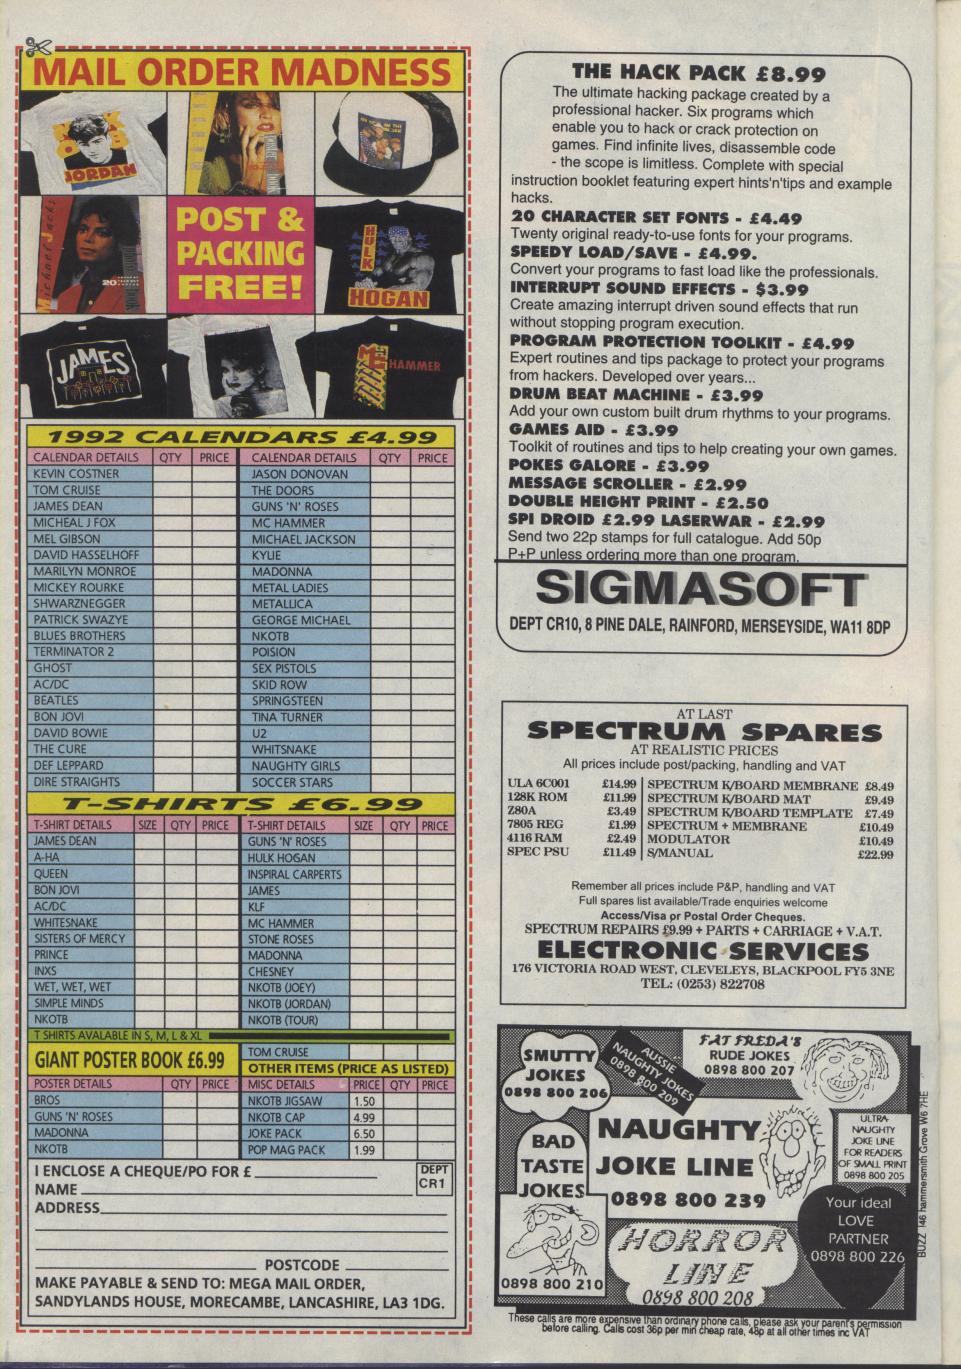 MAIL ORDER MADNESS
JORDAN
Michael Jackson
POST &
PACKING
FREE!
HULK
HOGAN
JAMES
HAMMER
1992 CALENDARS £4.99
CALENDAR DETAILS QTY PRICE CALENDAR DETAILS QTY PRICE
KEVIN COSTNER JASON DONOVAN
TOM CRUISE THE DOORS
JAMES DEAN GUNS 'N' ROSES
MICHEAL J FOX MC HAMMER
MEL GIBSON MICHAEL JACKSON
DAVID HASSELHOFF KYLIE
MARILYN MONROE MADONNA
MICKEY ROURKE METAL LADIES
SHWARZNEGGER METALLICA
PATRICK SWAZYE GEORGE MICHAEL
BLUES BROTHERS NKOTB
TERMINATOR 2 POISION
GHOST SEX PISTOLS
AC/DC SKID ROW
BEATLES SPRINGSTEEN
BON JOVI TINA TURNER
DAVID BOWIE U2
THE CURE WHITSNAKE
DEF LEPPARD NAUGHTY GIRLS
DIRE STRAIGHTS SOCCER STARS
T-SHIRTS £6.99
T-SHIRT DETAILS SIZE QTY PRICE T-SHIRT DETAILS SIZE QTY PRICE
JAMES DEAN GUNS 'N' ROSES
A-HA HULK HOGAN
QUEEN INSPIRAL CARPERTS
BON JOVI JAMES
AC/DC KLF
WHITESNAKE MC HAMMER
SISTERS OF MERCY STONE ROSES
PRINCE MADONNA
INXS CHESNEY
WET, WET, WET NKOTB (JOEY)
SIMPLE MINDS NKOTB (JORDAN)
NKOTB NKOTB (TOUR)
T SHIRTS AVALABLE IN S, M, L & XL
GIANT POSTER BOOK £6.99 TOM CRUISE
OTHER ITEMS (PRICE AS LISTED)
POSTER DETAILS QTY PRICE MISC DETAILS PRICE QTY PRICE
BROS NKOTB JIGSAW 1.50
GUNS 'N' ROSES NKOTB CAP 4.99
MADONNA JOKE PACK 6.50
NKOTB POP MAG PACK 1.99
I ENCLOSE A CHEQUE/PO FOR £
DEPT
CR1
NAME
ADDRESS
POSTCODE
MAKE PAYABLE & SEND TO: MEGA MAIL ORDER,
SANDYLANDS HOUSE, MORECAMBE, LANCASHIRE, LA3 1DG.
THE HACK PACK £8.99
The ultimate hacking package created by a
professional hacker. Six programs which
enable you to hack or crack protection on
games. Find infinite lives, disassemble code
- the scope is limitless. Complete with special
instruction booklet featuring expert hints'n'tips and example
hacks.
20 CHARACTER SET FONTS - £4.49
Twenty original ready-to-use fonts for your programs.
SPEEDY LOAD/SAVE - £4.99.
Convert your programs to fast load like the professionals.
INTERRUPT SOUND EFFECTS - $3.99
Create amazing interrupt driven sound effects that run
without stopping program execution.
PROGRAM PROTECTION TOOLKIT - £4.99
Expert routines and tips package to protect your programs
from hackers. Developed over years...
DRUM BEAT MACHINE - £3.99
Add your own custom built drum rhythms to your programs.
GAMES AID - £3.99
Toolkit of routines and tips to help creating your own games.
POKES GALORE - £3.99
MESSAGE SCROLLER - £2.99
DOUBLE HEIGHT PRINT - £2.50
SPI DROID £2.99 LASERWAR - £2.99
Send two 22p stamps for full catalogue. Add 50p
P+P unless ordering more than one program.
SIGMASOFT
DEPT CR10, 8 PINE DALE, RAINFORD, MERSEYSIDE, WA11 8DP
AT LAST
SPECTRUM SPARES
AT REALISTIC PRICES
All prices include post/packing, handling and VAT
ULA 6C001 £14.99 SPECTRUM K/BOARD MEMBRANE £8.49
128K ROM £11.99 SPECTRUM K/BOARD MAT £9.49
Z80A £3.49 SPECTRUM K/BOARD TEMPLATE £7.49
7805 REG £1.99 SPECTRUM + MEMBRANE £10.49
4116 RAM £2.49 MODULATOR £10.49
SPEC PSU £11.49 S/MANUAL £22.99
Remember all prices include P&P, handling and VAT
Full spares list available/Trade enquiries welcome
Access/Visa or Postal Order Cheques.
SPECTRUM REPAIRS £9.99 + PARTS + CARRIAGE + V.A.T.
ELECTRONIC SERVICES
176 VICTORIA ROAD WEST, CLEVELEYS, BLACKPOOL FY5 3NE
TEL: (0253) 822708
SMUTTY
JOKES
0898 800 206
AUSSIE
NAUGHTY JOKES
0898 800 209
FAT FREDA'S
RUDE JOKES
0898 800 207
NAUGHTY
JOKE LINE
0898 800 239
ULTRA-
NAUGHTY
JOKE LINE
FOR READERS
OF SMALL PRINT
0898 800 205
BAD
TASTE
JOKES
0898 800 210
HORROR
LINE
0898 800 208
Your ideal
LOVE
PARTNER
0898 800 226
BUZZ 146 hammersmith Grove W6 7HE
These calls are more expensive than ordinary phone calls, please ask your parent's permission
before calling. Calls cost 36p per min cheap rate, 48p at all other times inc VAT